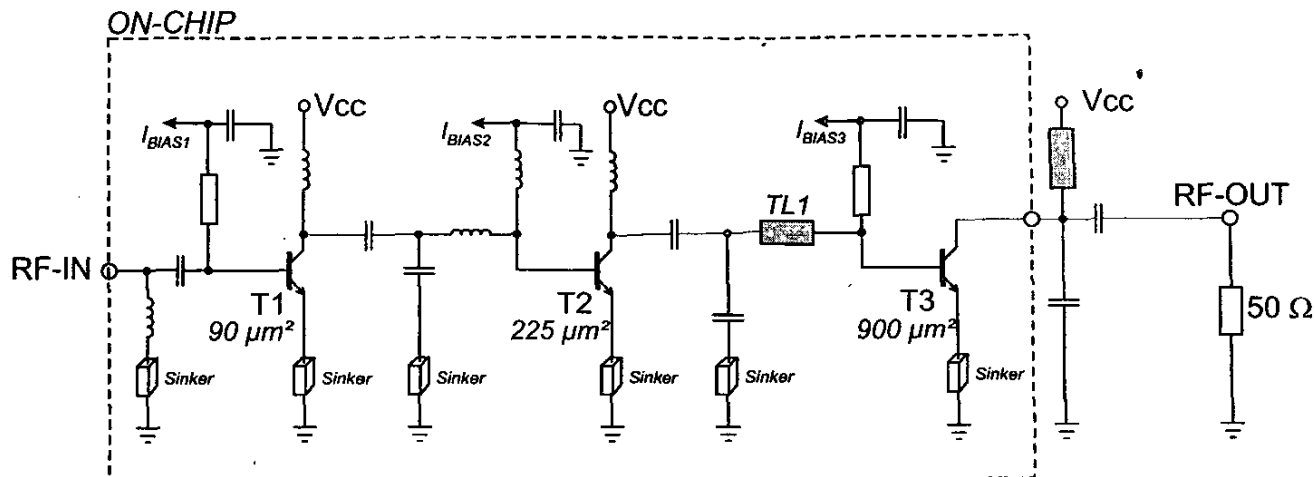 ON-CHIP
Vcc
Vcc
Vcc
I_BIAS1
I_BIAS2
I_BIAS3
TL1
RF-OUT
RF-IN
T1
90 μm²
T2
225 μm²
T3
900 μm²
50 Ω
Sinker
Sinker
Sinker
Sinker
Sinker
Sinker